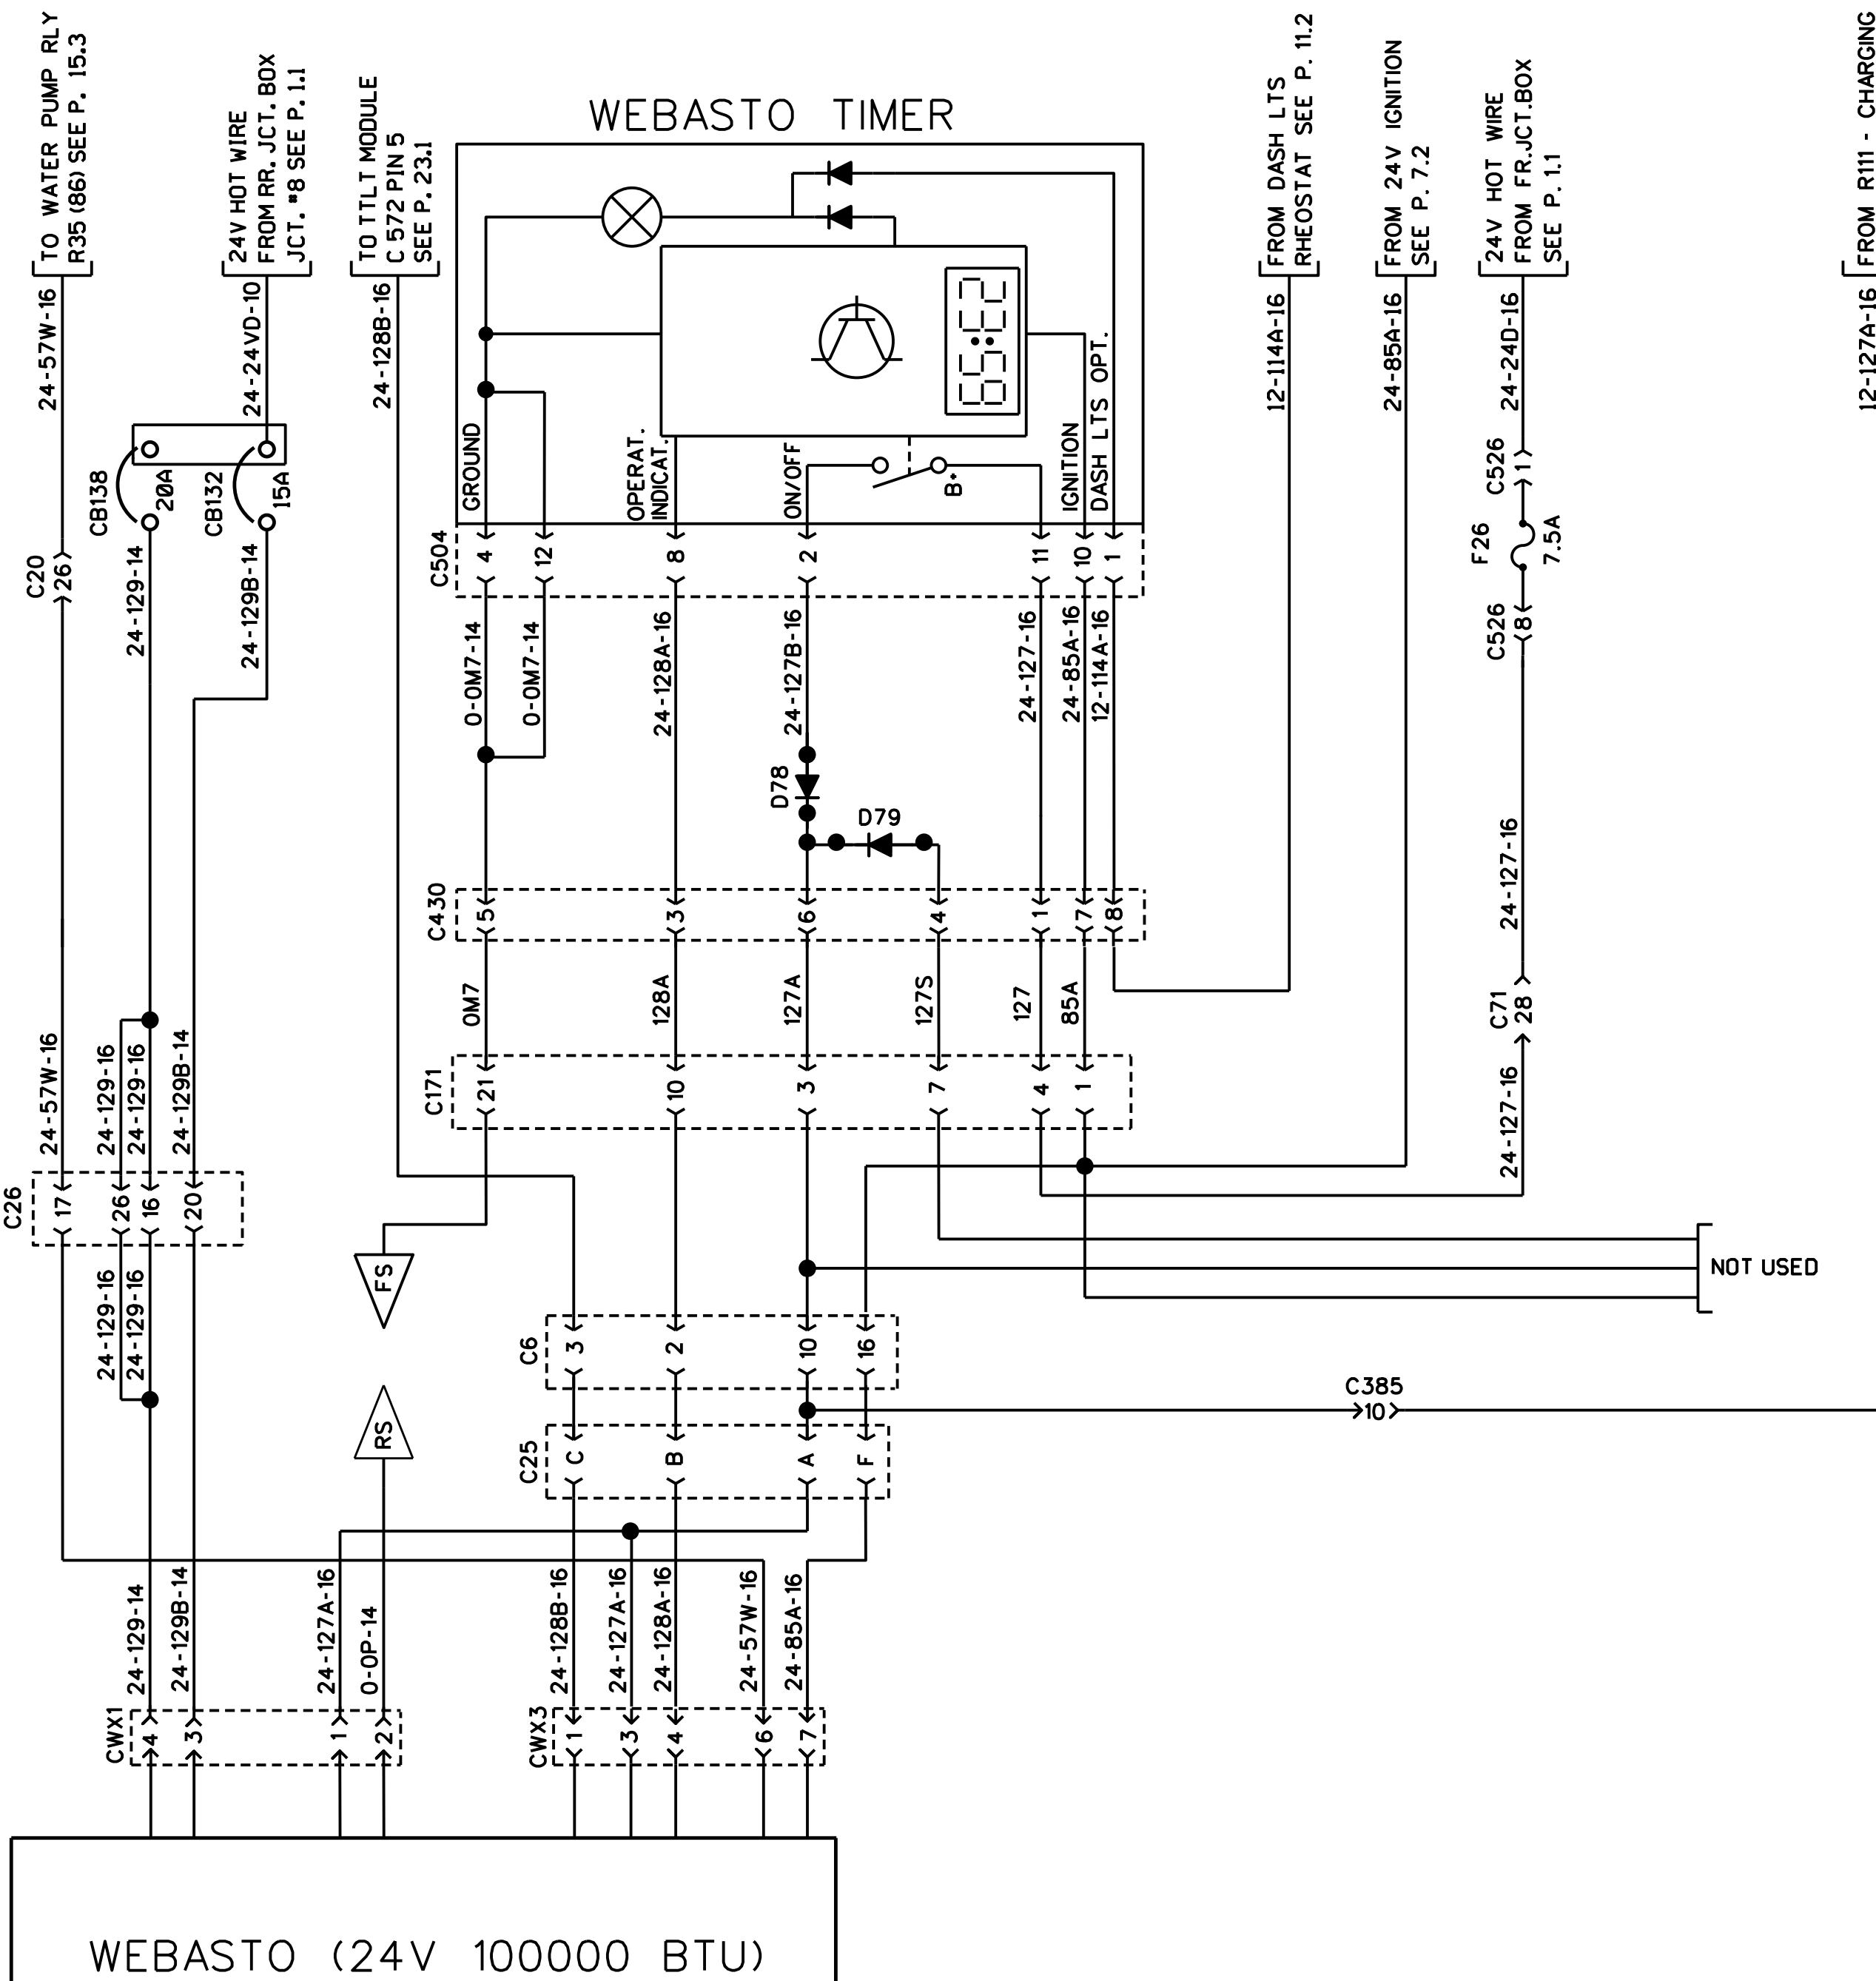 TO WATER PUMP RLY
R35 (86) SEE P. 15.3
24V HOT WIRE
FROM RR. JCT. BOX
JCT. #8 SEE P. 1.1
TO TTLT MODULE
C 572 PIN 5
SEE P. 23.1
WEBASTO TIMER
FROM DASH LTS
RHEOSTAT SEE P. 11.2
FROM 24V IGNITION
SEE P. 7.2
24V HOT WIRE
FROM FR.JCT.BOX
SEE P. 1.1
FROM R111 - CHARGING
24-57W-16
24-24VD-10
24-128B-16
12-114A-16
24-85A-16
24-24D-16
12-127A-16
CB138
20A
CB132
15A
GROUND
OPERAT.
INDICAT.
ON/OFF
B+
IGNITION
DASH LTS OPT.
C526
1
F26
7.5A
C526
8
C20
26
24-129-14
24-129B-14
C504
4
12
8
2
11
10
1
0-0M7-14
0-0M7-14
24-128A-16
24-127B-16
24-127-16
24-85A-16
12-114A-16
D78
D79
24-127-16
C430
5
3
6
4
1
7
8
0M7
128A
127A
127S
127
85A
C71
28
24-57W-16
24-129-16
24-129-16
24-129B-14
C171
21
10
3
7
4
1
24-127-16
C26
17
26
16
20
FS
NOT USED
24-129-16
24-129-16
C6
3
2
10
16
RS
C385
10
C25
C
B
A
F
24-129-14
24-129B-14
24-127A-16
0-0P-14
24-128B-16
24-127A-16
24-128A-16
24-57W-16
24-85A-16
CWX1
4
3
1
2
CWX3
1
3
4
6
7
WEBASTO (24V 100000 BTU)